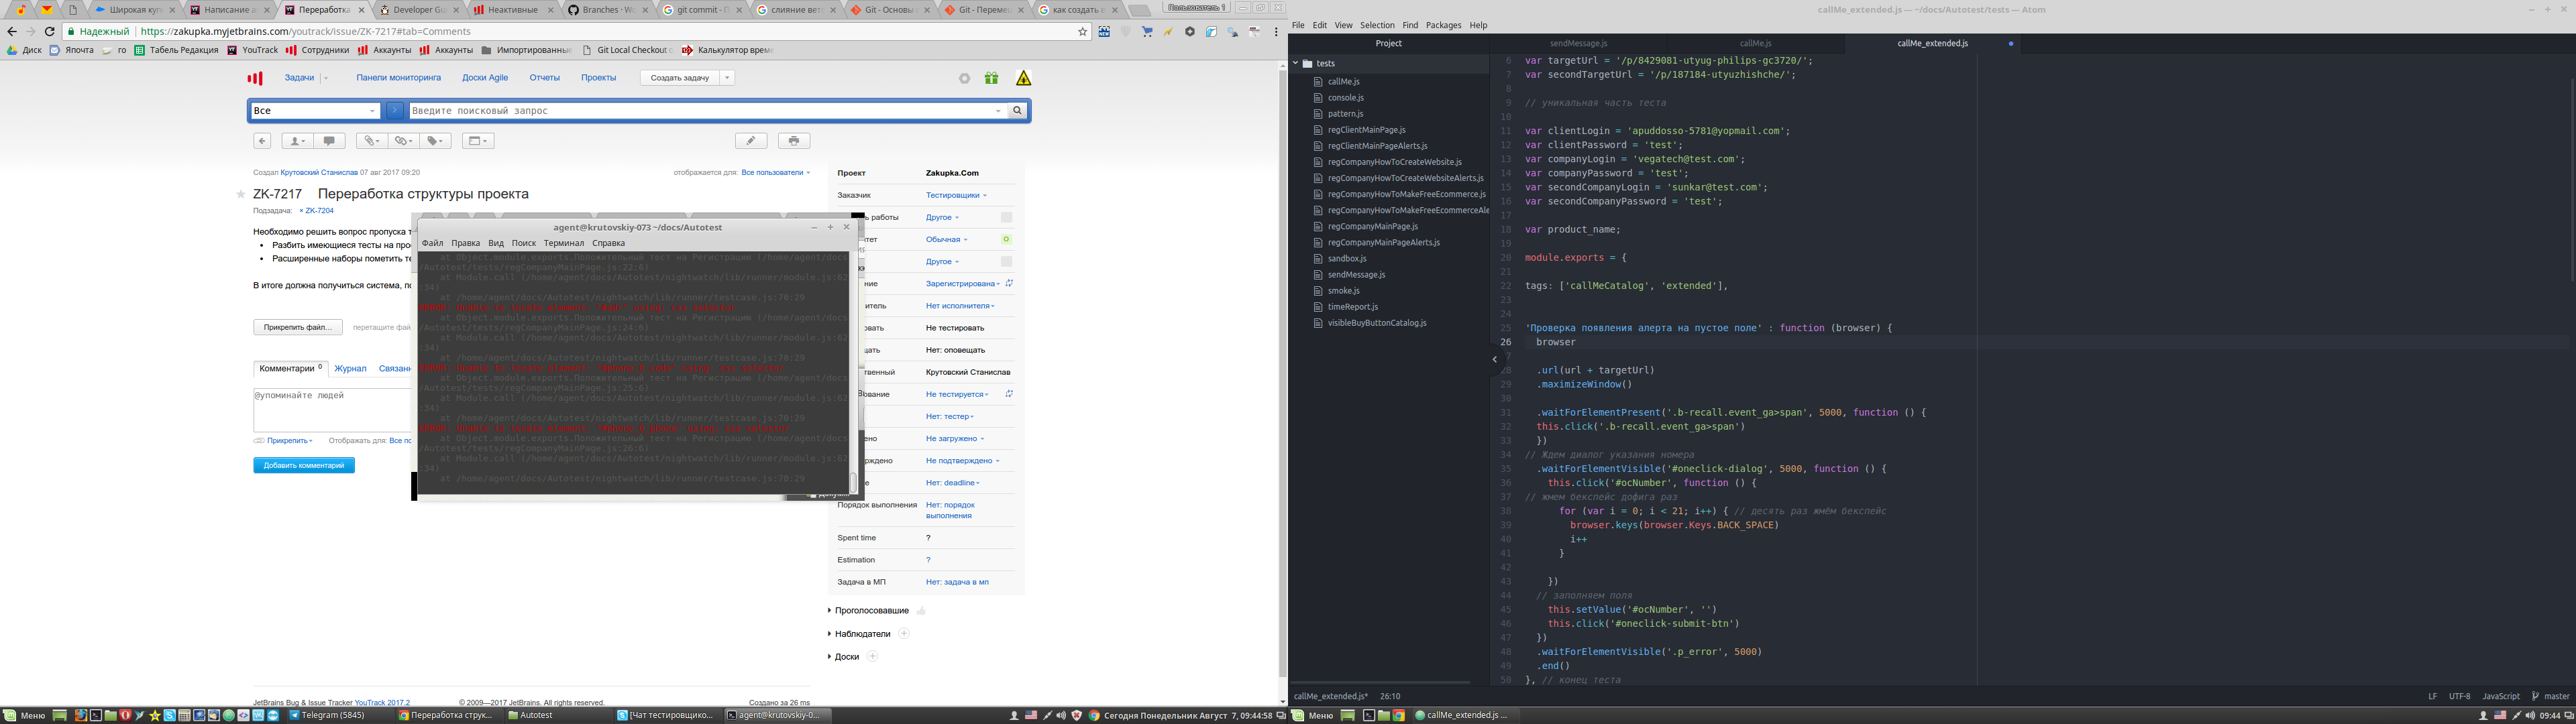 Широкая куп
Написание а
Переработка
Developer Gu
Неактивные
Branches · Wo
git commit - П
слияние вето
Git - Основы
Git - Перемещ
как создать в
Пользователь 1
Надежный
https://zakupka.myjetbrains.com/youtrack/issue/ZK-7217#tab=Comments
Диск
Япочта
го
Табель Редакция
YouTrack
Сотрудники
Аккаунты
Аккаунты
Импортированные
Git Local Checkout
Калькулятор време
Задачи
Панели мониторинга
Доски Agile
Отчеты
Проекты
Создать задачу
Все
Введите поисковый запрос
Создал Крутовский Станислав 07 авг 2017 09:20
отображается для: Все пользователи
ZK-7217 Переработка структуры проекта
Подзадача: × ZK-7204
Необходимо решить вопрос пропуска т
• Разбить имеющиеся тесты на про
• Расширенные наборы пометить те
В итоге должна получиться система, по
Прикрепить файл…
перетащите фай
Комментарии 0
Журнал
Связанн
@упоминайте людей
Прикрепить
Отображать для: Все по
Добавить комментарий
Проект Zakupka.Com
Заказчик Тестировщики
ь работы Другое
тет Обычная O
Другое
ние Зарегистрирована
итель Нет исполнителя
овать Не тестировать
щать Нет: оповещать
твенный Крутовский Станислав
ование Не тестируется
Нет: тестер
ено Не загружено
рждено Не подтверждено
е Нет: deadline
Порядок выполнения Нет: порядок
выполнения
Spent time ?
Estimation ?
Задача в МП Нет: задача в мп
Проголосовавшие
Наблюдатели
Доски
JetBrains Bug & Issue Tracker YouTrack 2017.2
© 2009—2017 JetBrains. All rights reserved.
Создано за 26 ms
agent@krutovskiy-073 ~/docs/Autotest
Файл Правка Вид Поиск Терминал Справка
at Object.module.exports.Положительный тест на Регистрацию (/home/agent/docs
/Autotest/tests/regCompanyMainPage.js:22:6)
at Module.call (/home/agent/docs/Autotest/nightwatch/lib/runner/module.js:62
:34)
at /home/agent/docs/Autotest/nightwatch/lib/runner/testcase.js:70:29
at Object.module.exports.Положительный тест на Регистрацию (/home/agent/docs
/Autotest/tests/regCompanyMainPage.js:24:6)
at Module.call (/home/agent/docs/Autotest/nightwatch/lib/runner/module.js:62
:34)
at /home/agent/docs/Autotest/nightwatch/lib/runner/testcase.js:70:29
at Object.module.exports.Положительный тест на Регистрацию (/home/agent/docs
/Autotest/tests/regCompanyMainPage.js:25:6)
at Module.call (/home/agent/docs/Autotest/nightwatch/lib/runner/module.js:62
:34)
at /home/agent/docs/Autotest/nightwatch/lib/runner/testcase.js:70:29
at Object.module.exports.Положительный тест на Регистрацию (/home/agent/docs
/Autotest/tests/regCompanyMainPage.js:26:6)
at Module.call (/home/agent/docs/Autotest/nightwatch/lib/runner/module.js:62
:34)
at /home/agent/docs/Autotest/nightwatch/lib/runner/testcase.js:70:29
Меню
Telegram (5845)
Переработка струк…
Autotest
[Чат тестировщико…
agent@krutovskiy-0…
Сегодня Понедельник Август 7, 09:44:58
callMe_extended.js — ~/docs/Autotest/tests — Atom
File Edit View Selection Find Packages Help
Project
sendMessage.js
callMe.js
callMe_extended.js
tests
callMe.js
console.js
pattern.js
regClientMainPage.js
regClientMainPageAlerts.js
regCompanyHowToCreateWebsite.js
regCompanyHowToCreateWebsiteAlerts.js
regCompanyHowToMakeFreeEcommerce.js
regCompanyHowToMakeFreeEcommerceAle
regCompanyMainPage.js
regCompanyMainPageAlerts.js
sandbox.js
sendMessage.js
smoke.js
timeReport.js
visibleBuyButtonCatalog.js
6 var targetUrl = '/p/8429081-utyug-philips-gc3720/';
7 var secondTargetUrl = '/p/187184-utyuzhishche/';
8
9 // уникальная часть теста
10
11 var clientLogin = 'apuddosso-5781@yopmail.com';
12 var clientPassword = 'test';
13 var companyLogin = 'vegatech@test.com';
14 var companyPassword = 'test';
15 var secondCompanyLogin = 'sunkar@test.com';
16 var secondCompanyPassword = 'test';
17
18 var product_name;
19
20 module.exports = {
21
22 tags: ['callMeCatalog', 'extended'],
23
24
25 'Проверка появления алерта на пустое поле' : function (browser) {
26 browser
27
28 .url(url + targetUrl)
29 .maximizeWindow()
30
31 .waitForElementPresent('.b-recall.event_ga>span', 5000, function () {
32 this.click('.b-recall.event_ga>span')
33 })
34 // Ждем диалог указания номера
35 .waitForElementVisible('#oneclick-dialog', 5000, function () {
36 this.click('#ocNumber', function () {
37 // жмем бекспейс дофига раз
38 for (var i = 0; i < 21; i++) { // десять раз жмём бекспейс
39 browser.keys(browser.Keys.BACK_SPACE)
40 i++
41 }
42
43 })
44 // заполняем поля
45 this.setValue('#ocNumber', '')
46 this.click('#oneclick-submit-btn')
47 })
48 .waitForElementVisible('.p_error', 5000)
49 .end()
50 }, // конец теста
callMe_extended.js* 26:10
LF UTF-8 JavaScript master
Меню
callMe_extended.js …
09:44